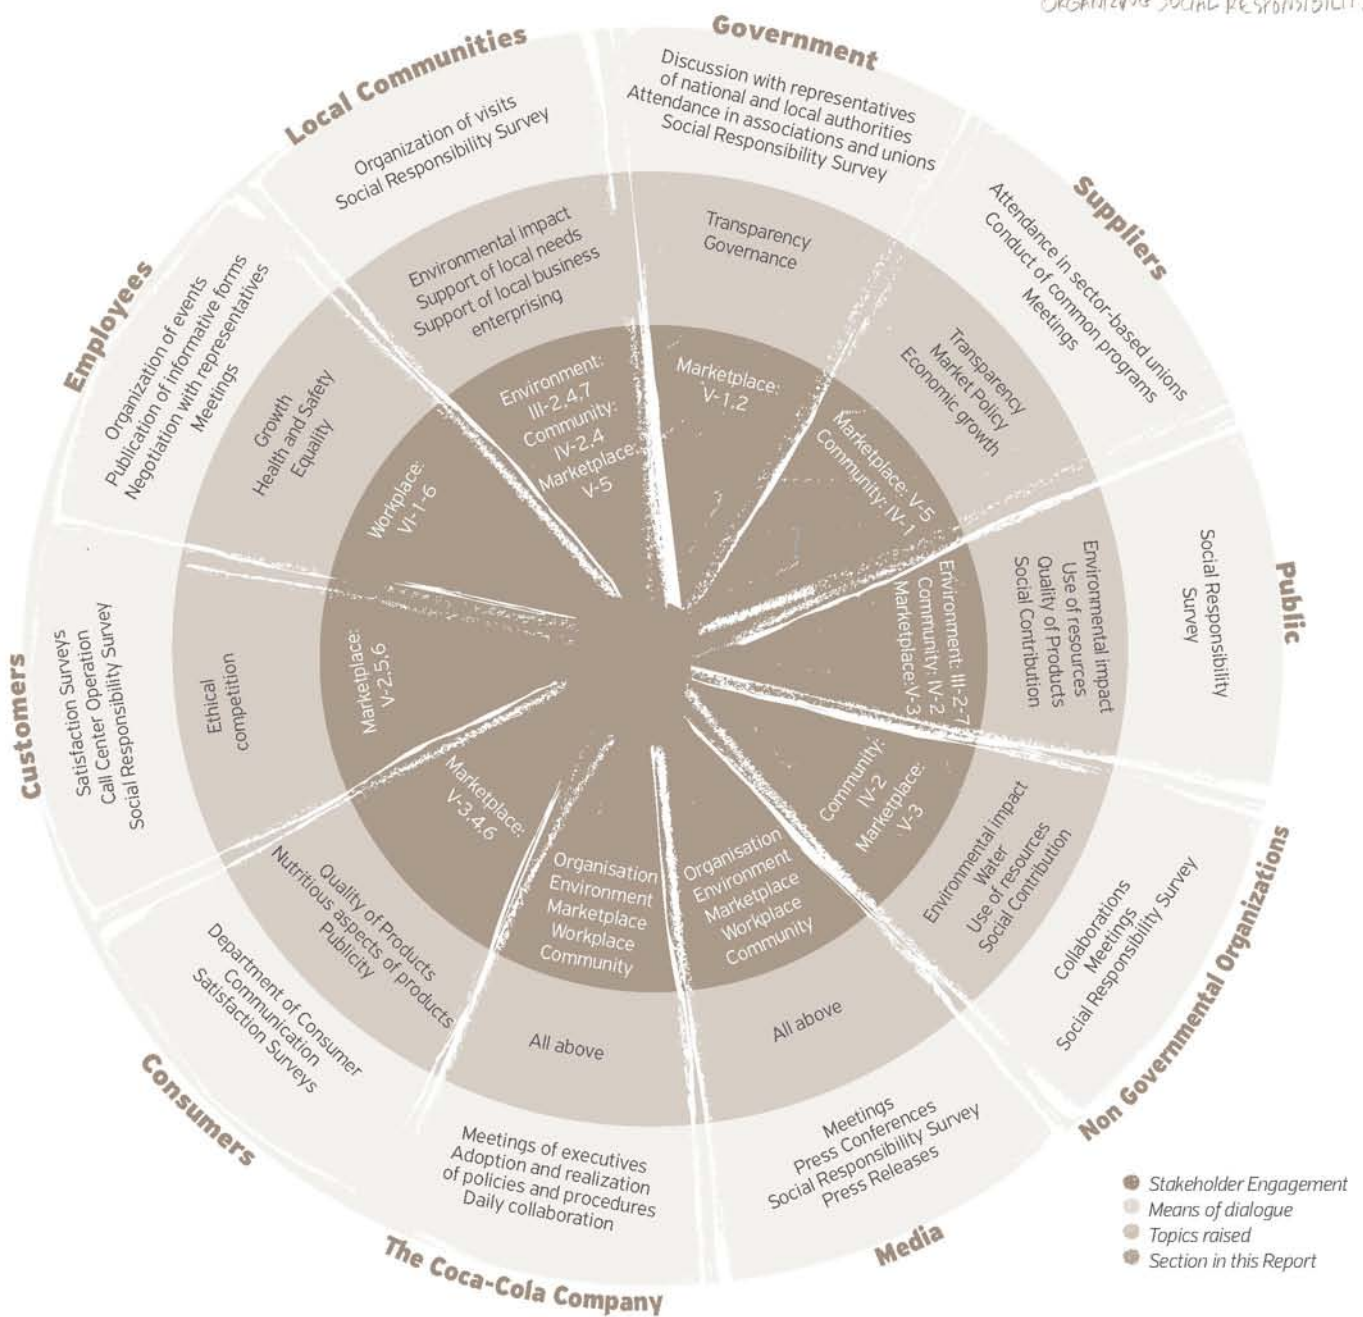 ORGANIZING SOCIAL RESPONSIBILITY
Government
Discussion with representatives
of national and local authorities
Attendance in associations and unions
Social Responsibility Survey
Transparency
Governance
Marketplace:
V-1,2
Suppliers
Attendance in sector-based unions
Conduct of common programs
Meetings
Transparency
Market Policy
Economic growth
Marketplace: V-5
Community: IV-1
Public
Social Responsibility
Survey
Environmental impact
Use of resources
Quality of Products
Social Contribution
Environment: III-2-7
Community: IV-2
Marketplace: V-3
Non Governmental Organizations
Collaborations
Meetings
Social Responsibility Survey
Environmental impact
Water
Use of resources
Social Contribution
Community:
IV-2
Marketplace:
V-3
Media
Meetings
Press Conferences
Social Responsibility Survey
Press Releases
All above
Organisation
Environment
Marketplace
Workplace
Community
The Coca-Cola Company
Meetings of executives
Adoption and realization
of policies and procedures
Daily collaboration
All above
Organisation
Environment
Marketplace
Workplace
Community
Consumers
Department of Consumer
Communication
Satisfaction Surveys
Quality of Products
Nutritious aspects of products
Publicity
Marketplace:
V-3,4,6
Customers
Satisfaction Surveys
Call Center Operation
Social Responsibility Survey
Ethical
competition
Marketplace:
V-2,5,6
Employees
Organization of events
Publication of informative forms
Negotiation with representatives
Meetings
Growth
Health and Safety
Equality
Workplace:
VI-1-6
Local Communities
Organization of visits
Social Responsibility Survey
Environmental impact
Support of local needs
Support of local business
enterprising
Environment:
III-2,4,7
Community:
IV-2,4
Marketplace:
V-5
Stakeholder Engagement
Means of dialogue
Topics raised
Section in this Report